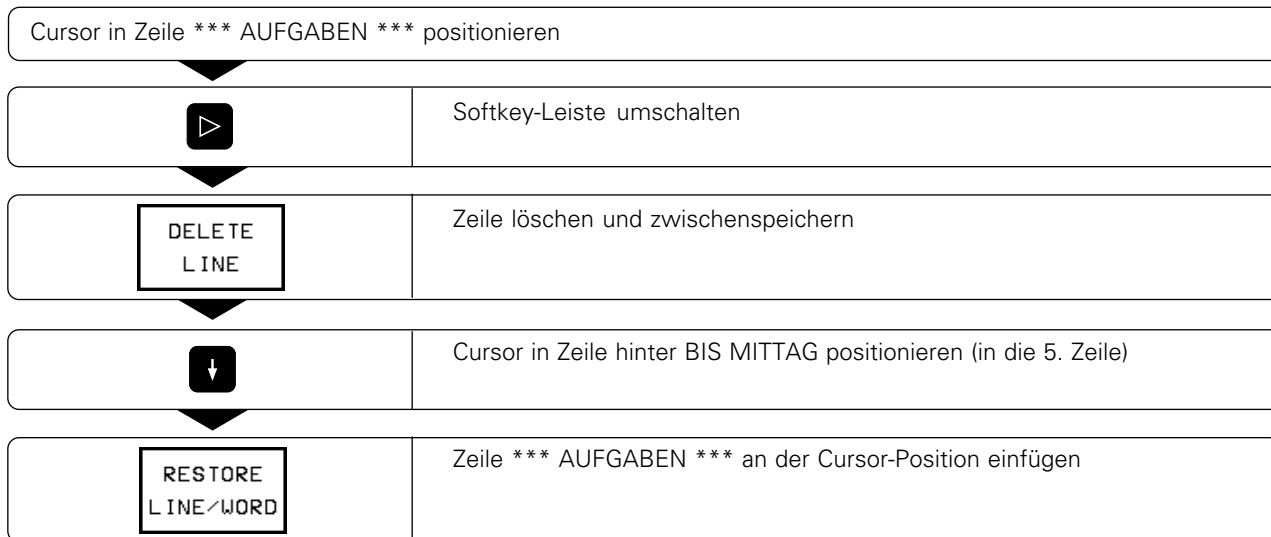 Cursor in Zeile *** AUFGABEN *** positionieren
Softkey-Leiste umschalten
DELETE
LINE
Zeile löschen und zwischenspeichern
Cursor in Zeile hinter BIS MITTAG positionieren (in die 5. Zeile)
RESTORE
LINE/WORD
Zeile *** AUFGABEN *** an der Cursor-Position einfügen